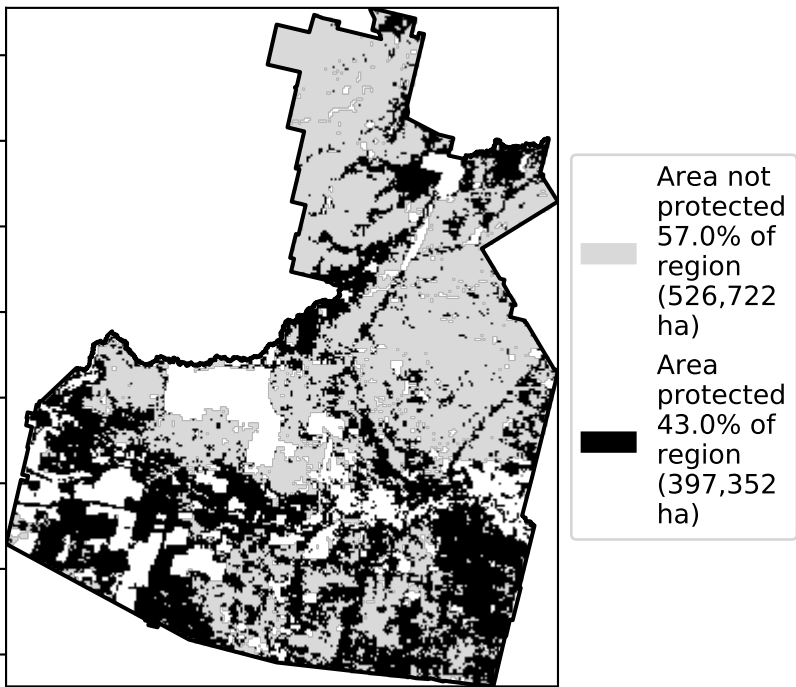 Area not
protected
57.0% of
region
(526,722
ha)
Area
protected
43.0% of
region
(397,352
ha)